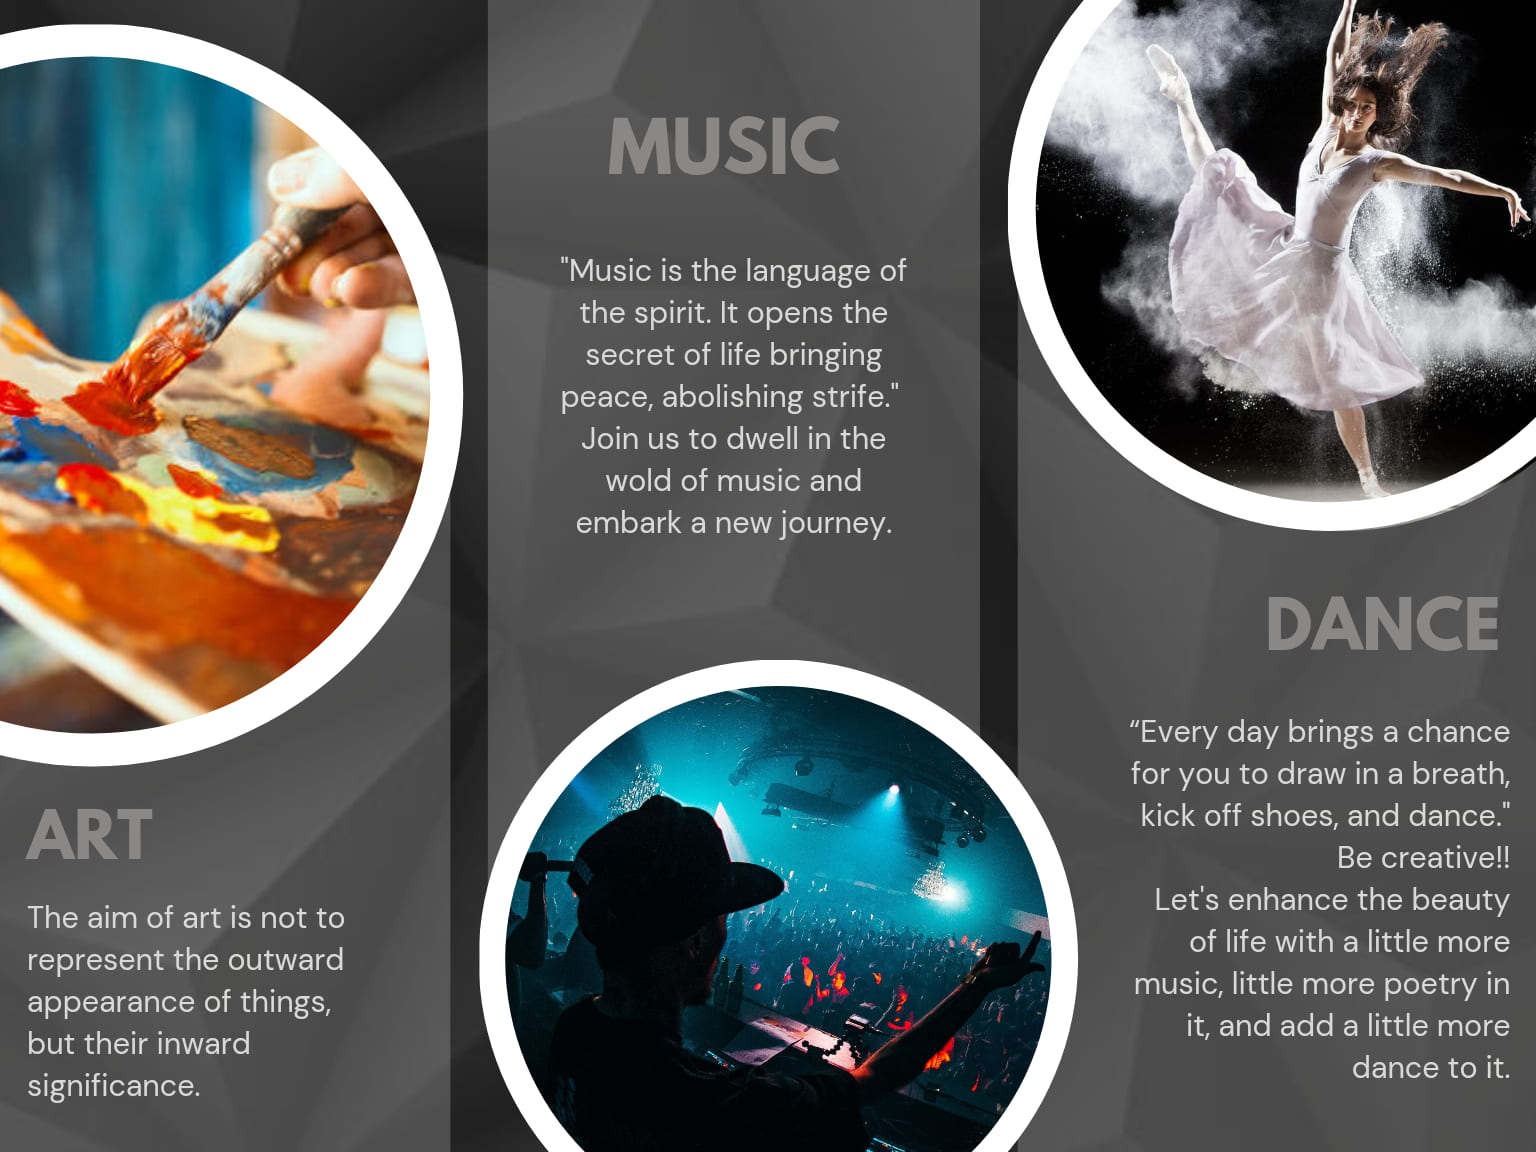 ART
The aim of art is not to
represent the outward
appearance of things,
but their inward
significance.
MUSIC
"Music is the language of
the spirit. It opens the
secret of life bringing
peace, abolishing strife."
Join us to dwell in the
wold of music and
embark a new journey.
DANCE
“Every day brings a chance
for you to draw in a breath,
kick off shoes, and dance."
Be creative!!
Let's enhance the beauty
of life with a little more
music, little more poetry in
it, and add a little more
dance to it.